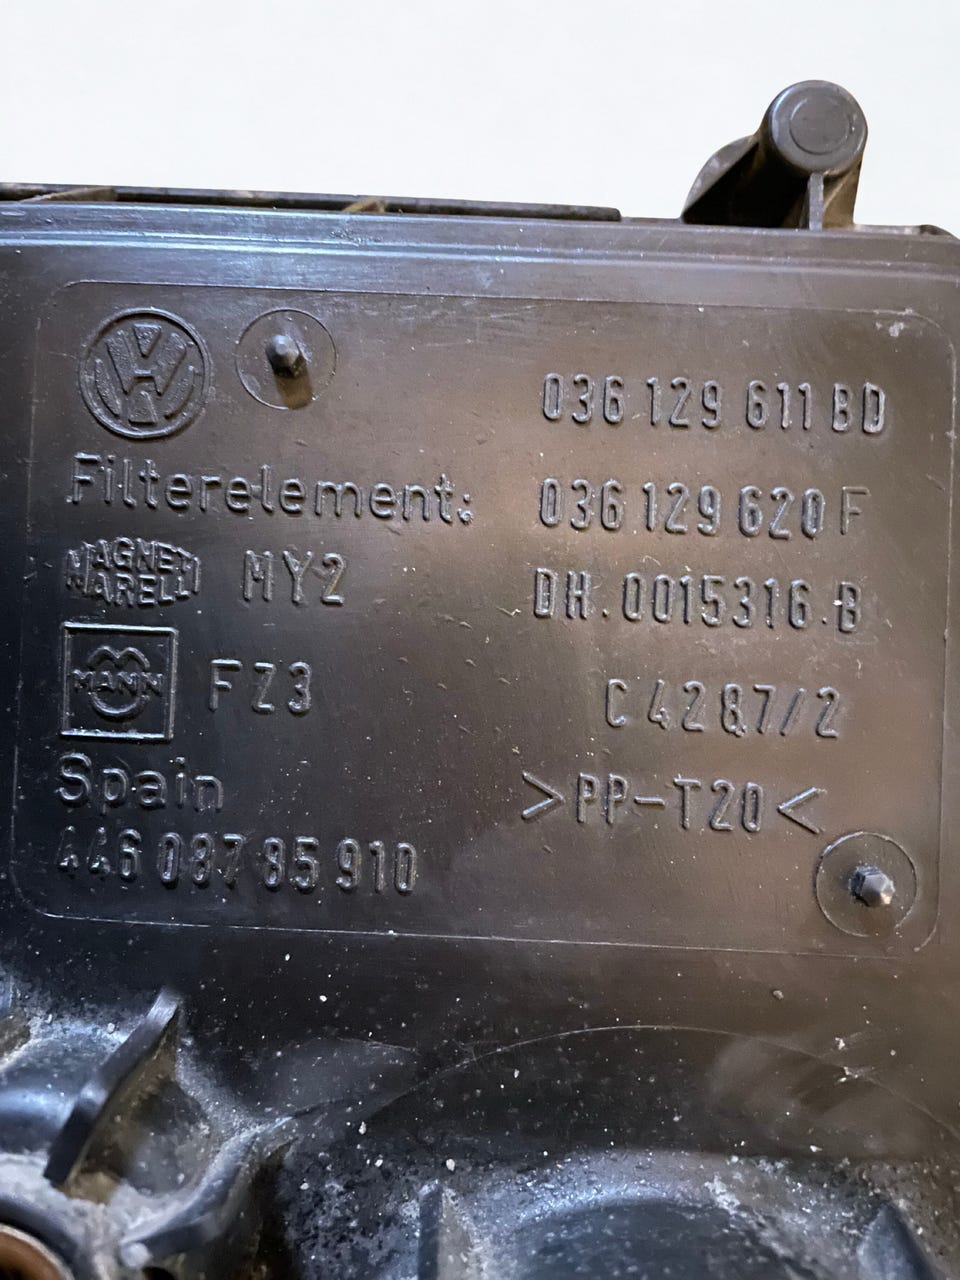 VW
036 129 611 BD
Filterelement: 036 129 620 F
MAGNETI MARELLI MY2 DH.0015316.B
MANN FZ3 C 4287/2
Spain >PP-T20<
446 087 85 910